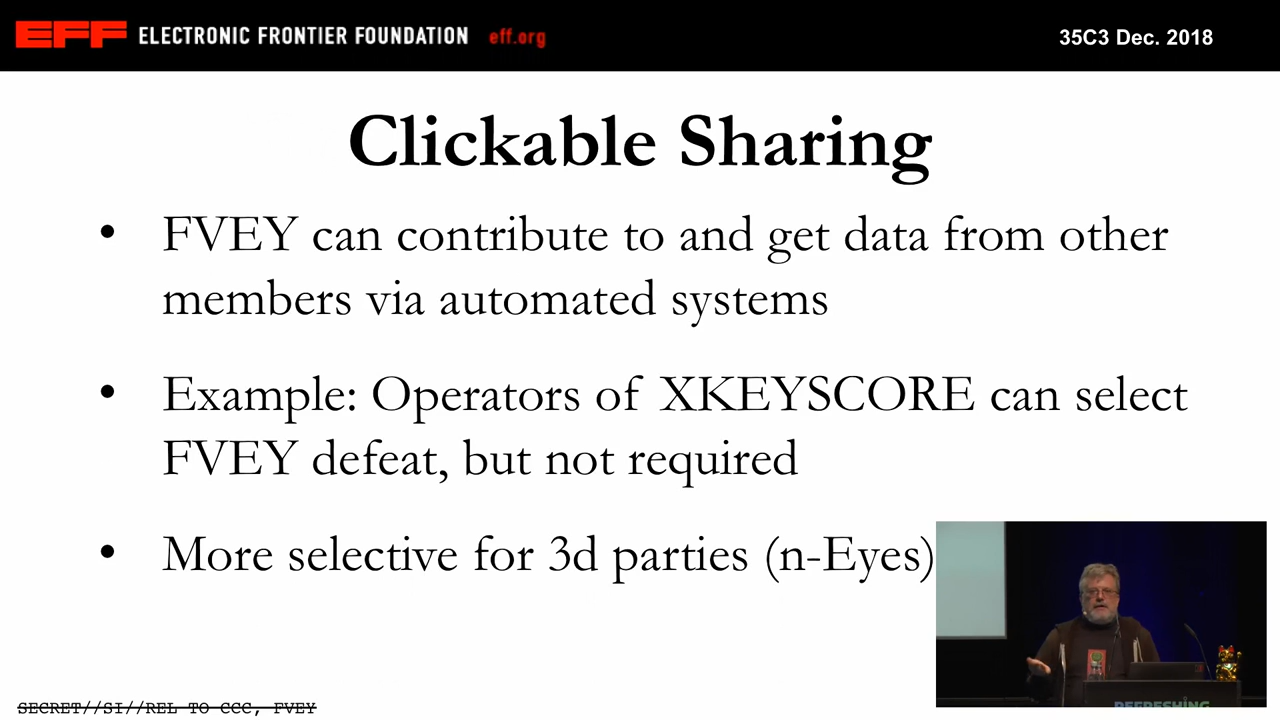 EFF ELECTRONIC FRONTIER FOUNDATION eff.org
35C3 Dec. 2018
Clickable Sharing
• FVEY can contribute to and get data from other
members via automated systems
• Example: Operators of XKEYSCORE can select
FVEY defeat, but not required
• More selective for 3d parties (n-Eyes)
REFRESHING
SECRET//SI//REL TO CCC, FVEY